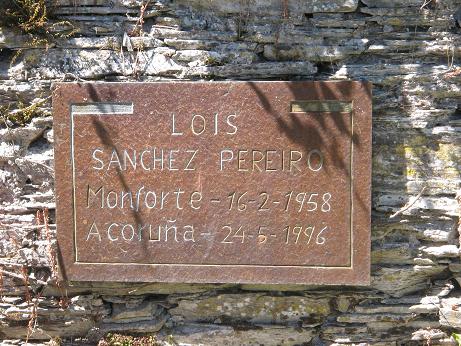 LOIS
SANCHEZ PEREIRO
Monforte - 16-2-1958
Acoruña - 24-5-1996